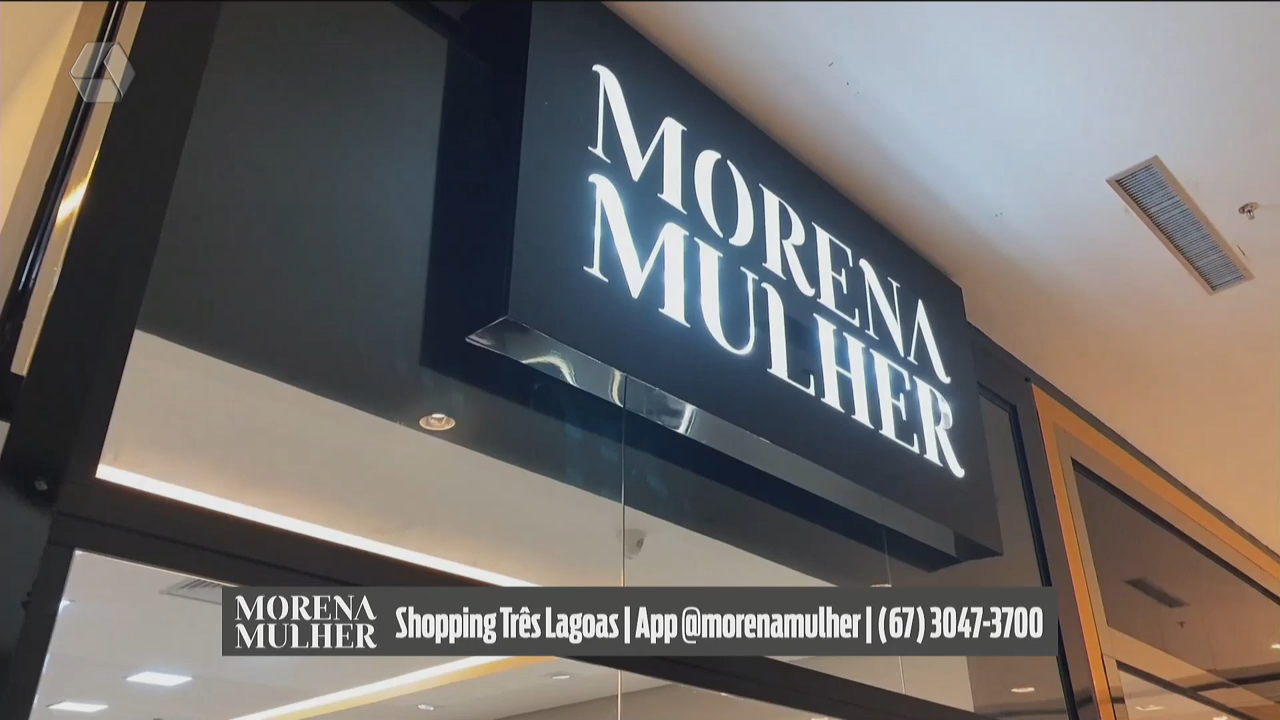 MORENA
MULHER
MORENA
MULHER
Shopping Três Lagoas | App @morenamulher | (67) 3047-3700